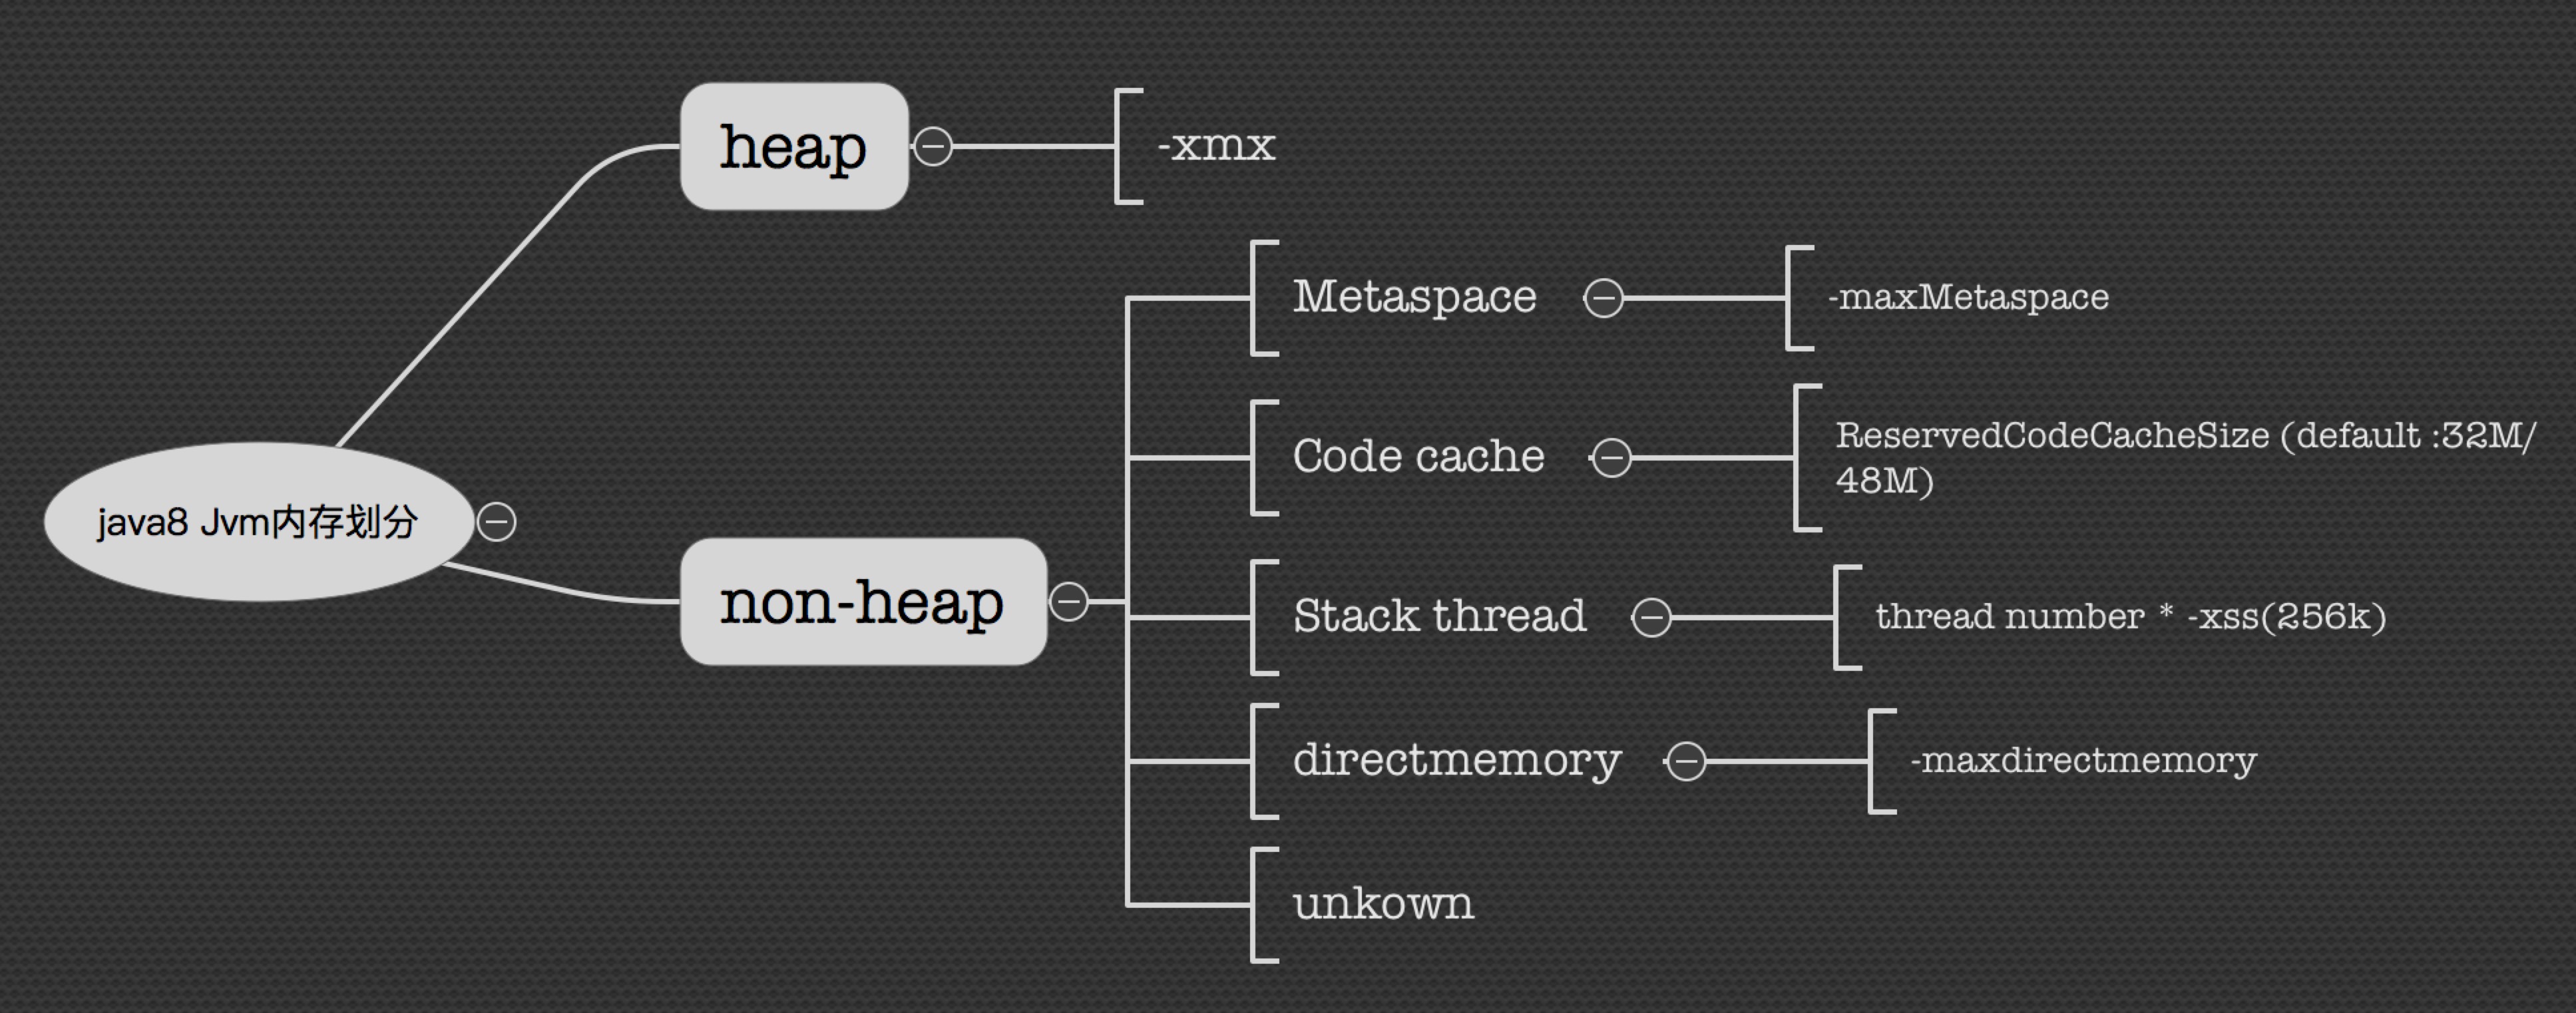 heap
-xmx
Metaspace
-maxMetaspace
Code cache
ReservedCodeCacheSize (default :32M/
48M)
java8 Jvm内存划分
non-heap
Stack thread
thread number * -xss(256k)
directmemory
-maxdirectmemory
unkown